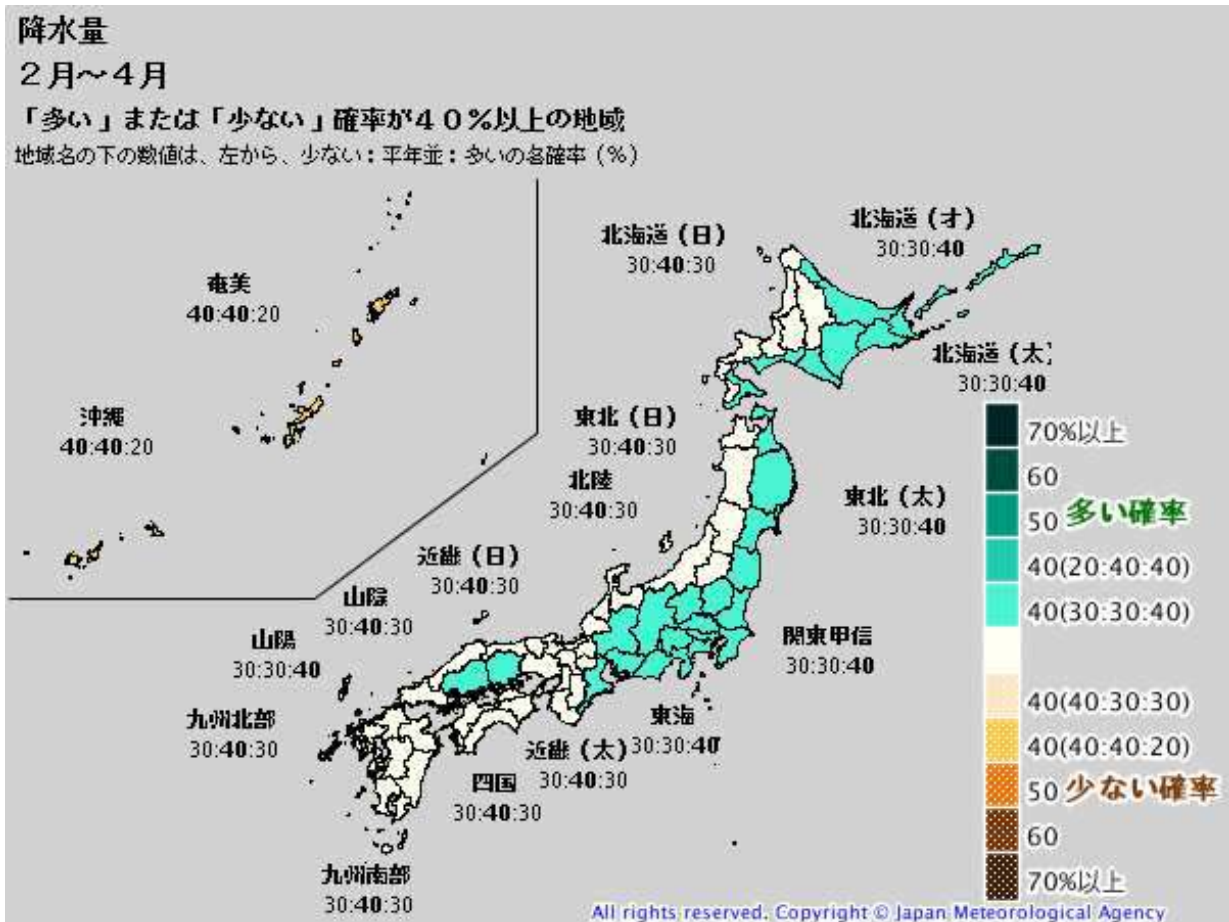 降水量
２月～４月
「多い」または「少ない」確率が４０％以上の地域
地域名の下の数値は、左から、少ない：平年並：多いの各確率（％）
北海道（オ）
30:30:40
北海道（日）
30:40:30
奄美
40:40:20
北海道（太）
30:30:40
沖縄
40:40:20
東北（日）
30:40:30
北陸
30:40:30
東北（太）
30:30:40
近畿（日）
30:40:30
山陰
30:40:30
山陽
30:30:40
関東甲信
30:30:40
九州北部
30:40:30
東海
30:30:40
近畿（太）
30:40:30
四国
30:40:30
九州南部
30:40:30
70%以上
60
50 多い確率
40(20:40:40)
40(30:30:40)
40(40:30:30)
40(40:40:20)
50 少ない確率
60
70%以上
All rights reserved. Copyright © Japan Meteorological Agency